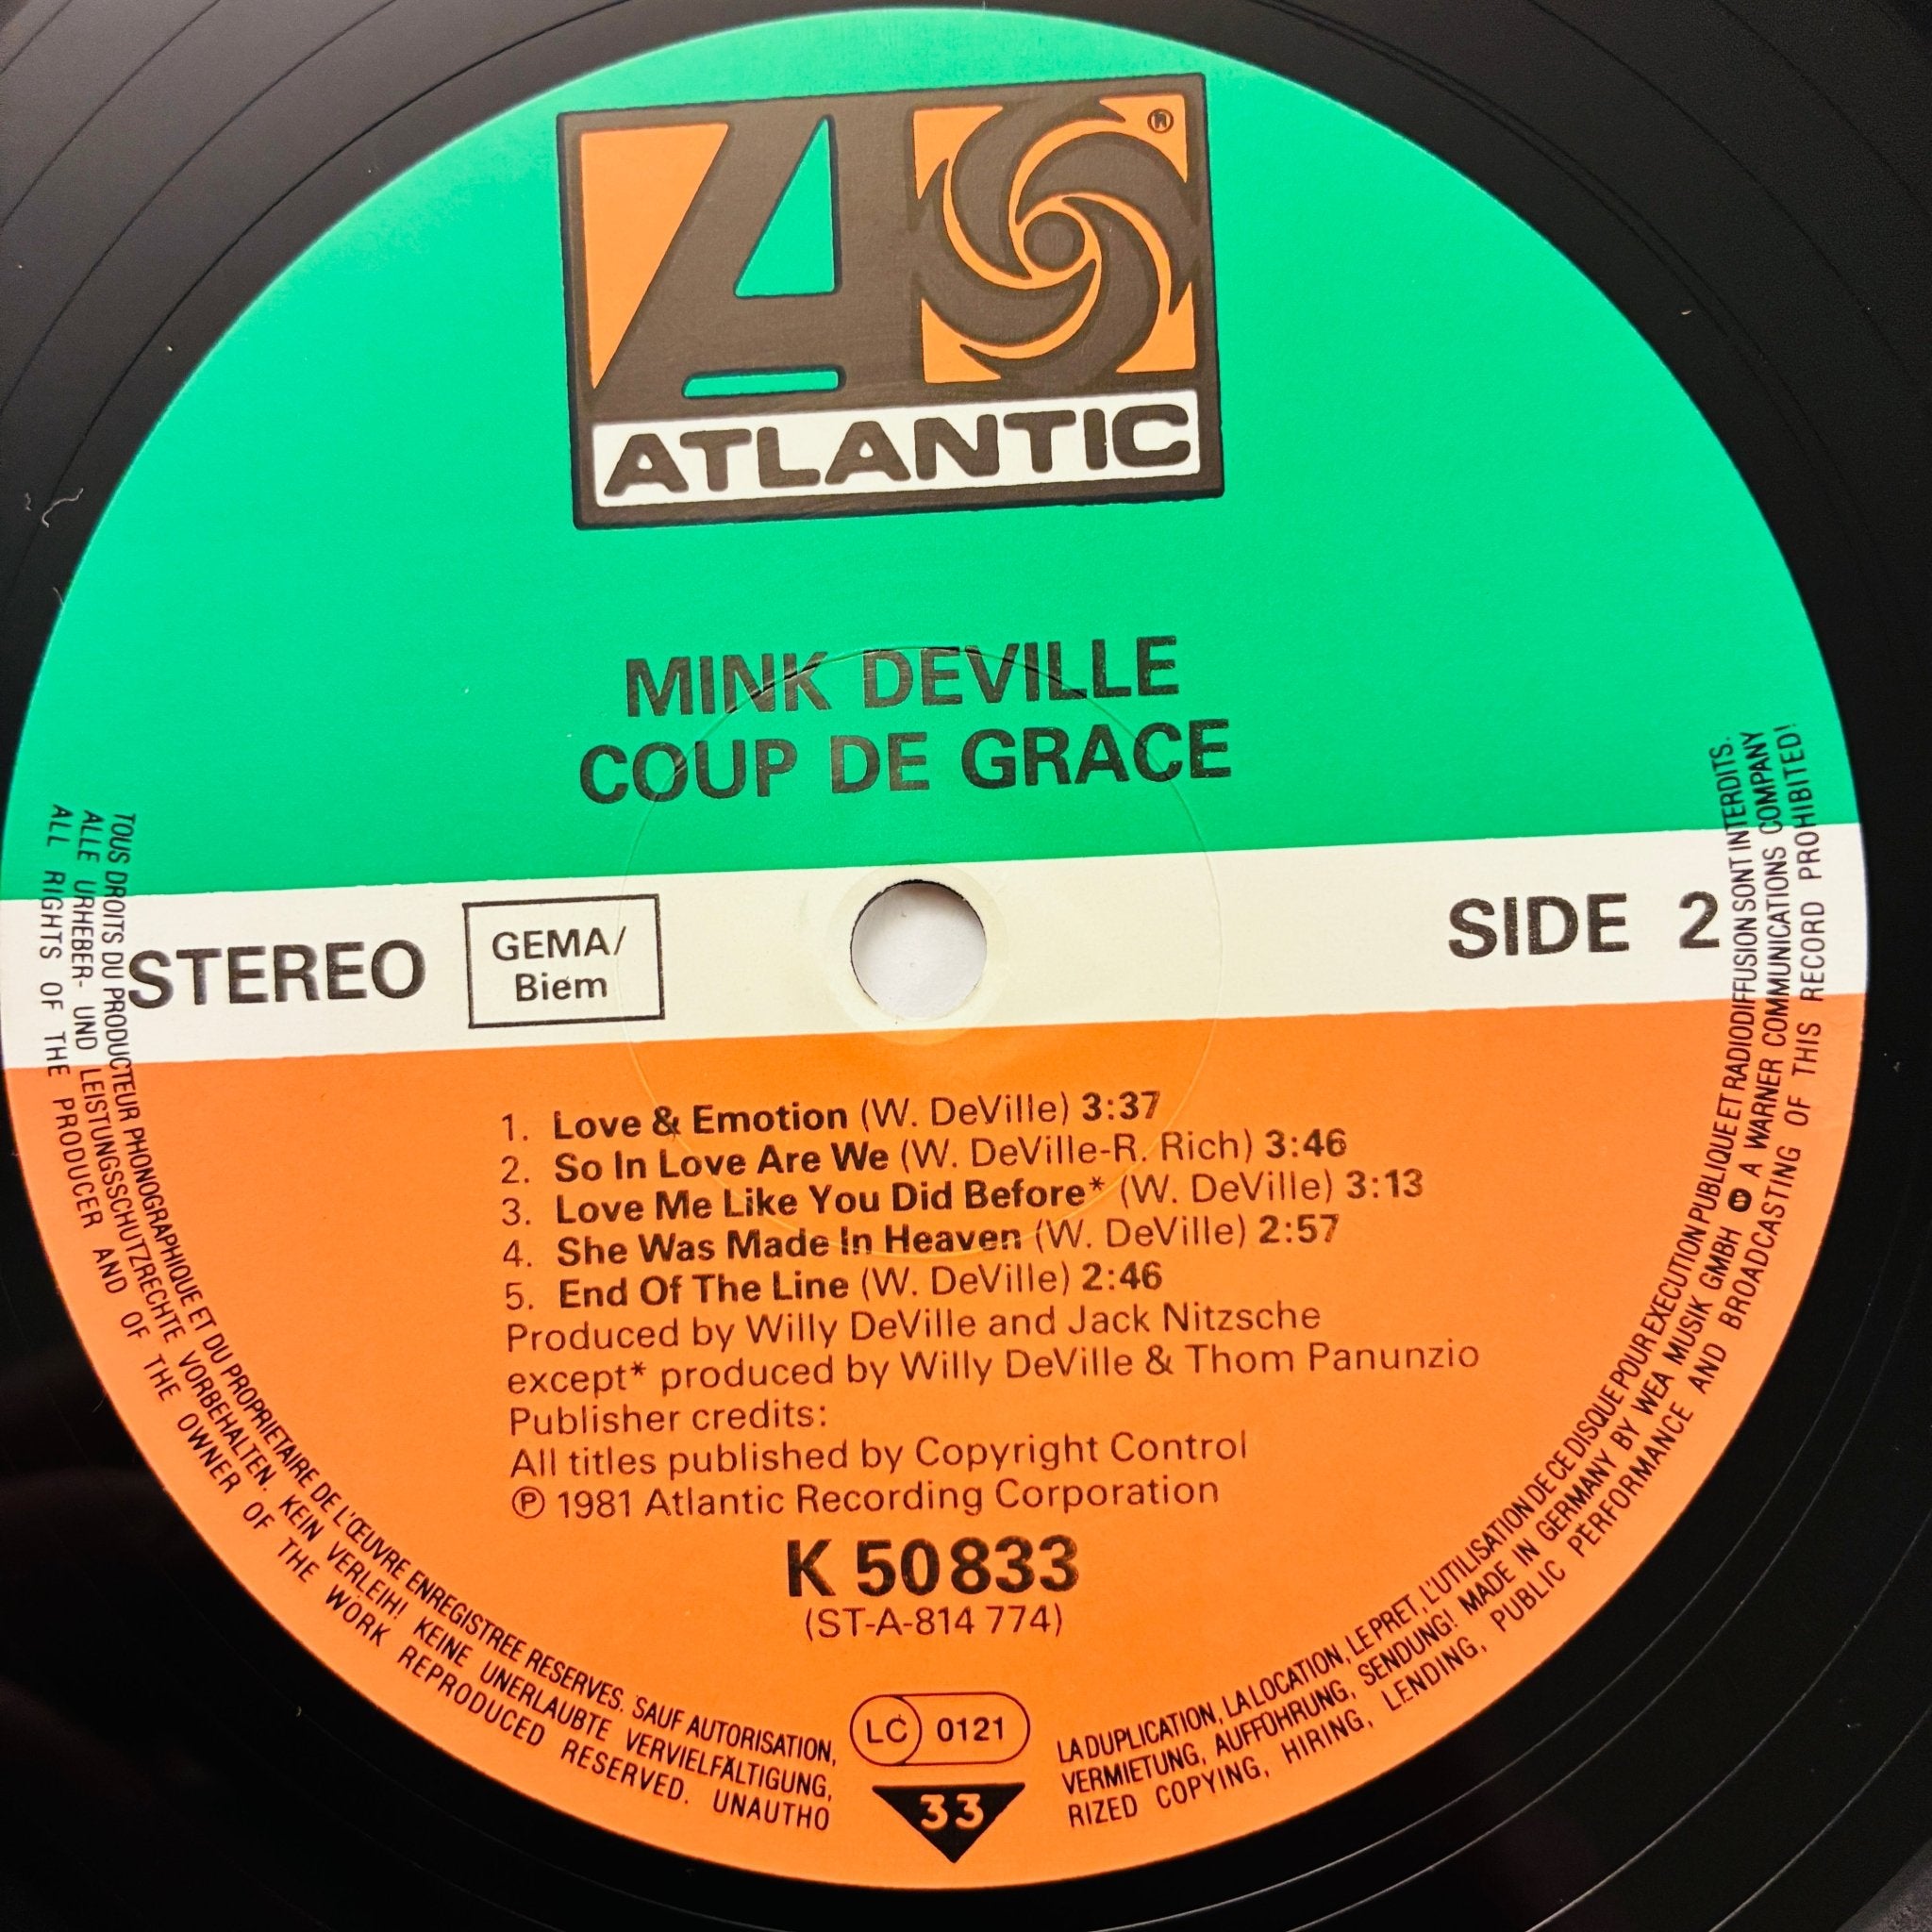 ®
ATLANTIC
MINK DEVILLE
COUP DE GRACE
STEREO
GEMA/
Biem
SIDE 2
1. Love & Emotion (W. DeVille) 3:37
2. So In Love Are We (W. DeVille-R. Rich) 3:46
3. Love Me Like You Did Before* (W. DeVille) 3:13
4. She Was Made In Heaven (W. DeVille) 2:57
5. End Of The Line (W. DeVille) 2:46
Produced by Willy DeVille and Jack Nitzsche
except* produced by Willy DeVille & Thom Panunzio
Publisher credits:
All titles published by Copyright Control
℗ 1981 Atlantic Recording Corporation
K 50 833
(ST-A-814 774)
LC 0121
33
TOUS DROITS DU PRODUCTEUR PHONOGRAPHIQUE ET DU PROPRIETAIRE DE L'ŒUVRE ENREGISTREE RESERVES. SAUF AUTORISATION, LA DUPLICATION, LA LOCATION, LE PRET, L'UTILISATION DE CE DISQUE POUR EXECUTION PUBLIQUE ET RADIODIFFUSION SONT INTERDITS.
ALLE URHEBER- UND LEISTUNGSSCHUTZRECHTE VORBEHALTEN. KEIN VERLEIH! KEINE UNERLAUBTE VERVIELFÄLTIGUNG, VERMIETUNG, AUFFÜHRUNG, SENDUNG! MADE IN GERMANY BY WEA MUSIK GMBH A WARNER COMMUNICATIONS COMPANY
ALL RIGHTS OF THE PRODUCER AND OF THE OWNER OF THE WORK REPRODUCED RESERVED. UNAUTHORIZED COPYING, HIRING, LENDING, PUBLIC PERFORMANCE AND BROADCASTING OF THIS RECORD PROHIBITED!